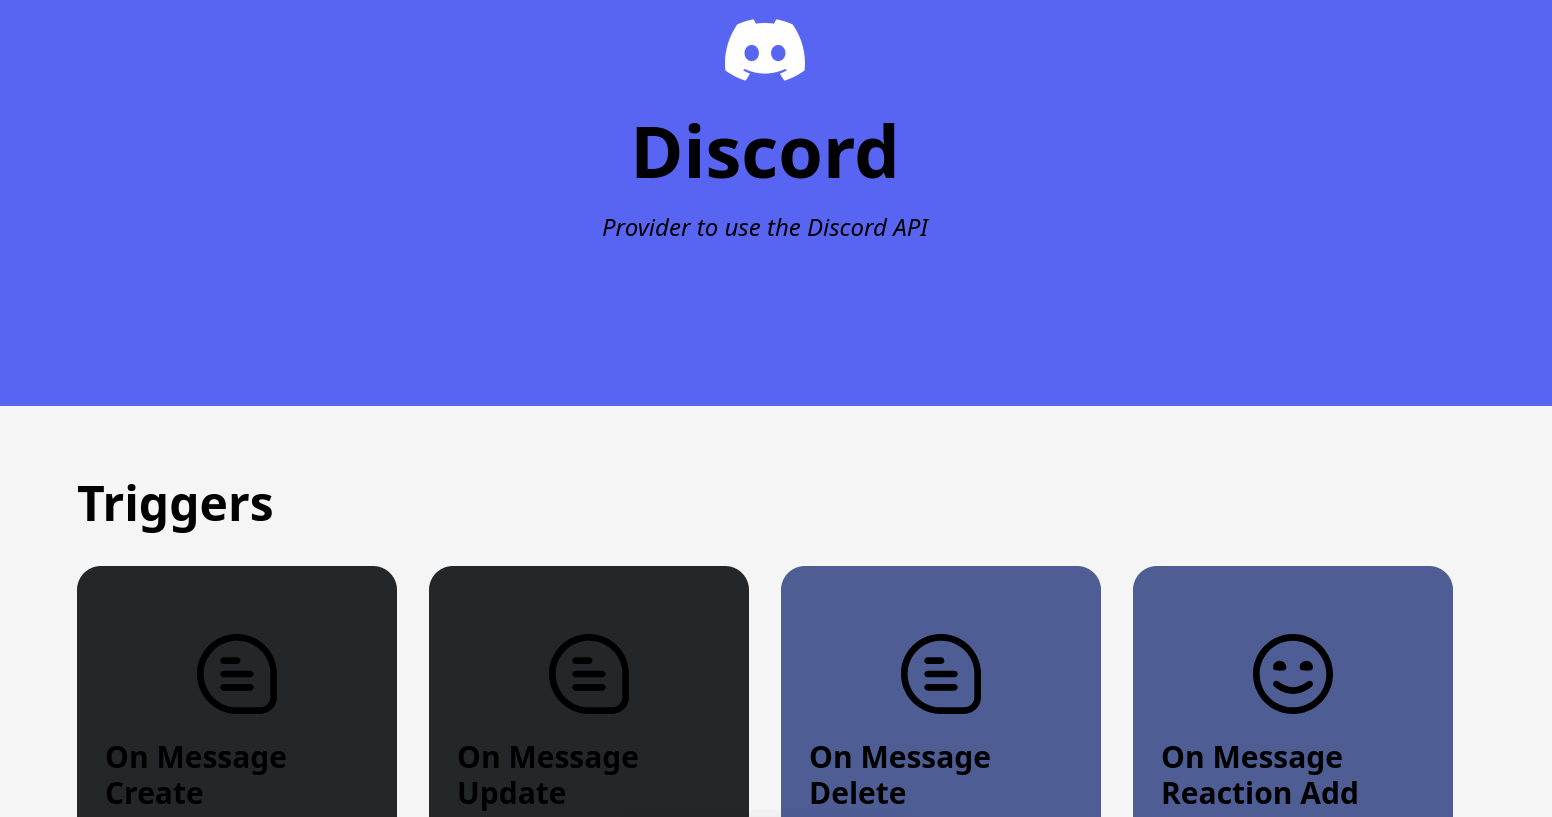 Discord
Provider to use the Discord API
Triggers
On Message
Create
On Message
Update
On Message
Delete
On Message
Reaction Add